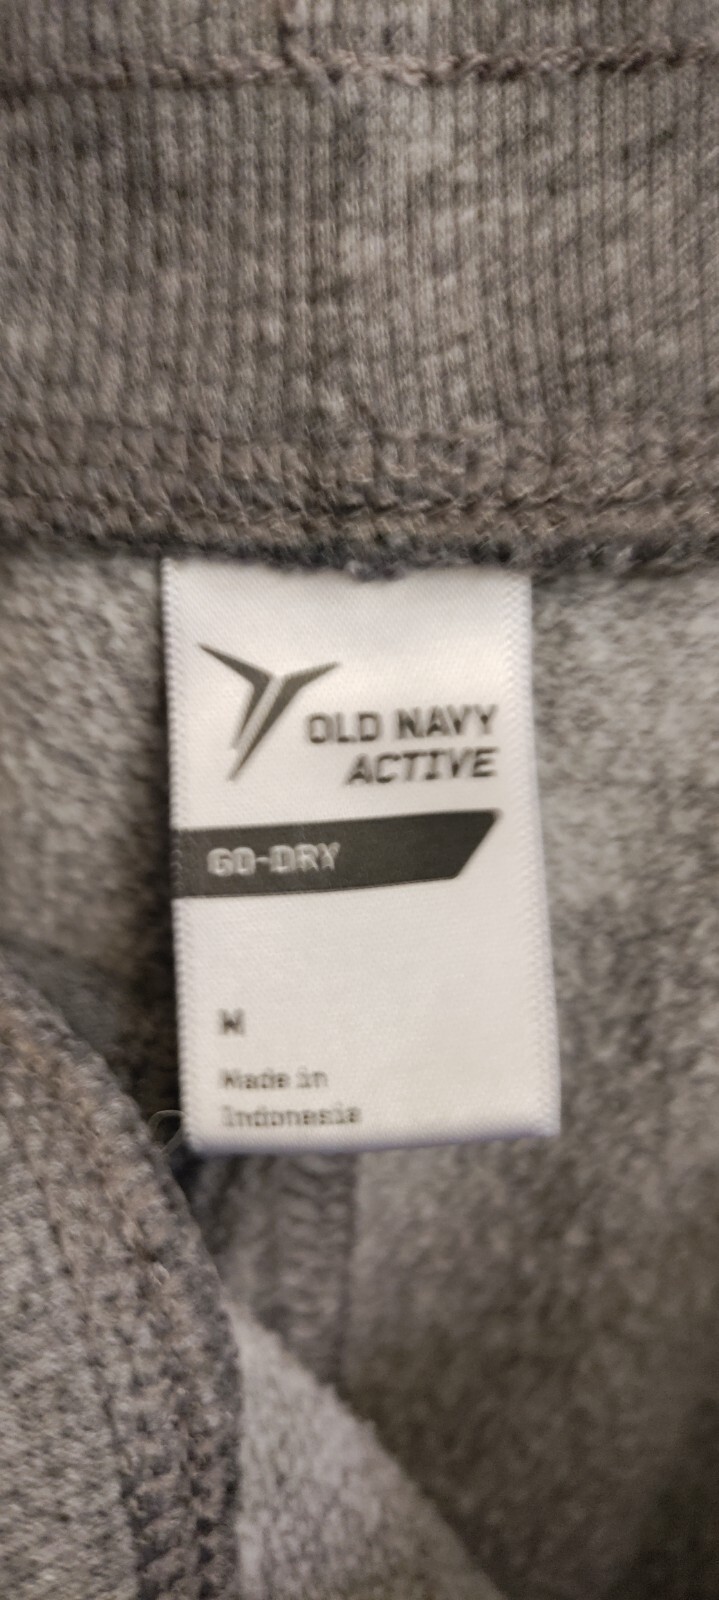 OLD NAVY
ACTIVE
GO-DRY
M
Made in
Indonesia